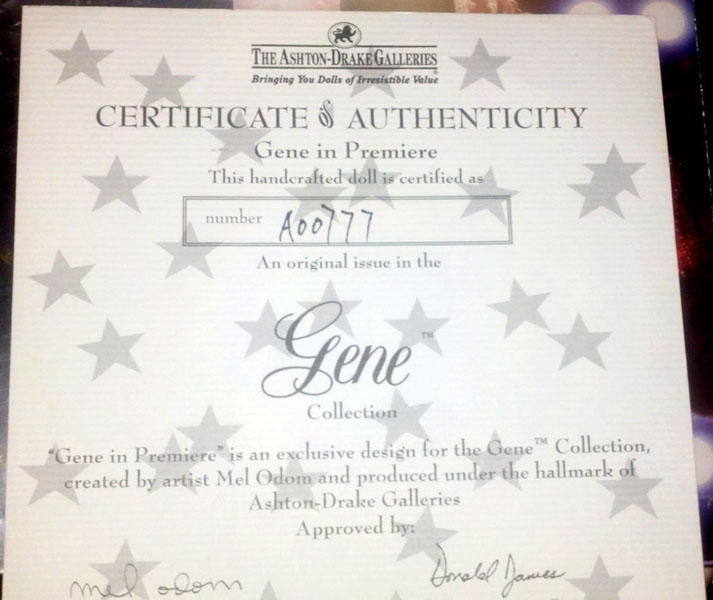 THE ASHTON-DRAKE GALLERIES
Bringing You Dolls of Irresistible Value®
CERTIFICATE of AUTHENTICITY
Gene in Premiere
This handcrafted doll is certified as
number A00777
An original issue in the
Gene™
Collection
"Gene in Premiere" is an exclusive design for the Gene™ Collection,
created by artist Mel Odom and produced under the hallmark of
Ashton-Drake Galleries
Approved by:
mel odom Donald James